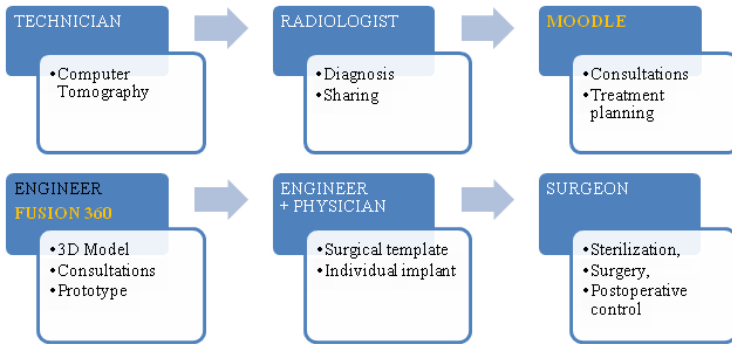 TECHNICIAN
•Computer
Tomography
RADIOLOGIST
•Diagnosis
•Sharing
MOODLE
•Consultations
•Treatment
planning
ENGINEER
FUSION 360
•3D Model
•Consultations
•Prototype
ENGINEER
+ PHYSICIAN
•Surgical template
•Individual implant
SURGEON
•Sterilization,
•Surgery,
•Postoperative
control